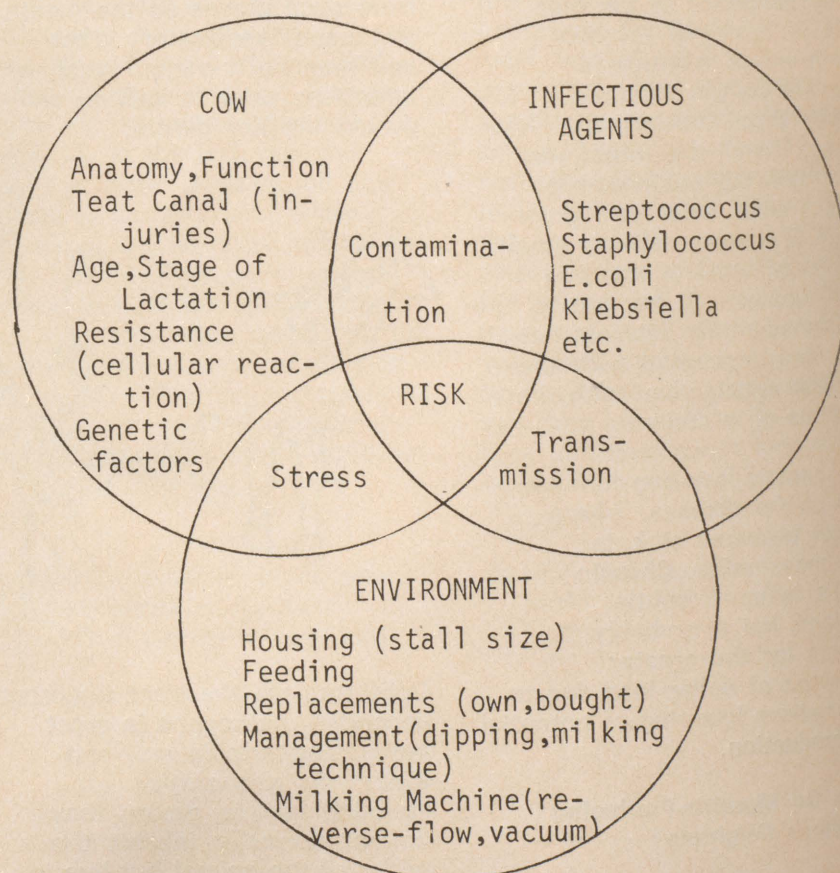 COW
Anatomy,Function
Teat Canal (in-
juries)
Age,Stage of
Lactation
Resistance
(cellular reac-
tion)
Genetic
factors
INFECTIOUS
AGENTS
Streptococcus
Staphylococcus
E.coli
Klebsiella
etc.
Contamina-
tion
RISK
Stress
Trans-
mission
ENVIRONMENT
Housing (stall size)
Feeding
Replacements (own,bought)
Management(dipping,milking
technique)
Milking Machine(re-
verse-flow,vacuum)